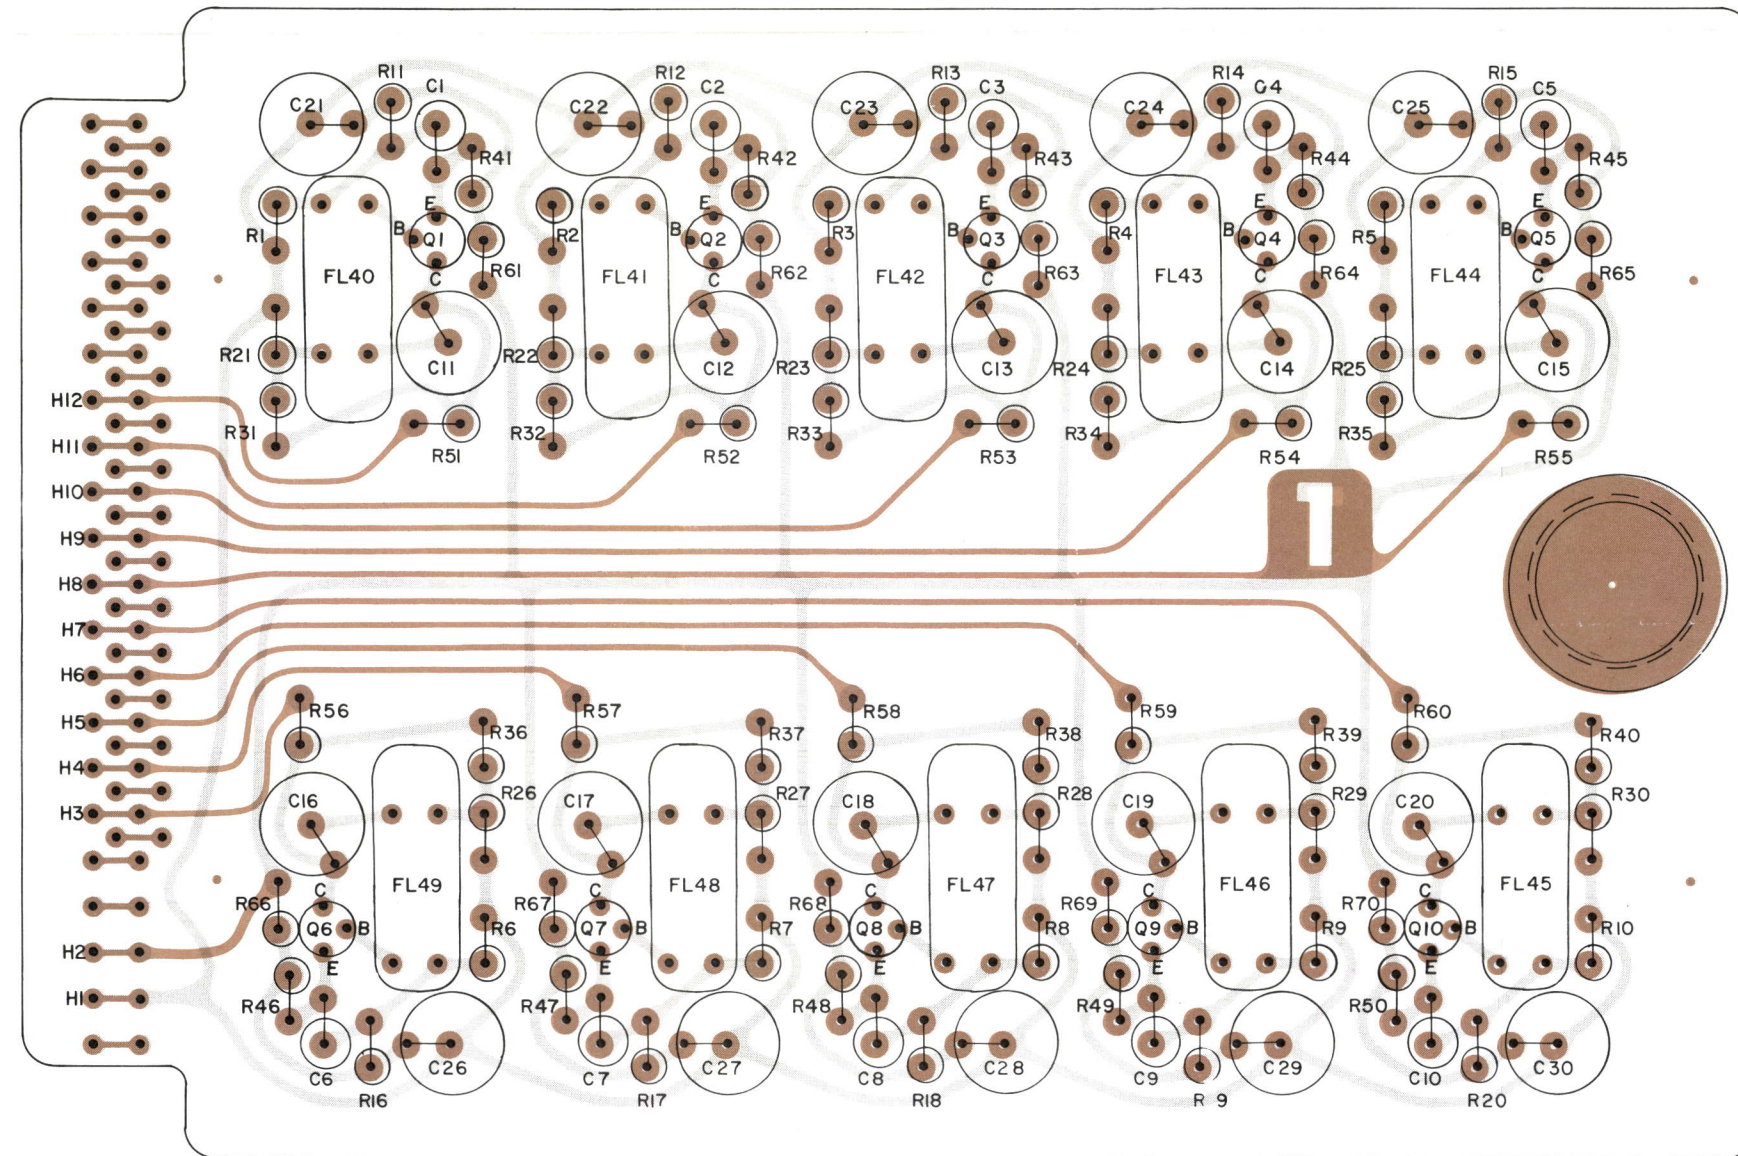 R11 C1 R12 C2 R13 C3 R14 C4 R15 C5
C21 C22 C23 C24 C25
R41 R42 R43 R44 R45
E E E E E
R1 B Q1 R2 B Q2 R3 B Q3 R4 B Q4 R5 B Q5
FL40 C R61 FL41 C R62 FL42 C R63 FL43 C R64 FL44 C R65
R21 C11 R22 C12 R23 C13 R24 C14 R25 C15
H12
R31 R51 R32 R52 R33 R53 R34 R54 R35 R55
H11
H10
1
H9
H8
H7
H6
H5
H4
H3
R56 R57 R58 R59 R60
R36 R37 R38 R39 R40
C16 R26 C17 R27 C18 R28 C19 R29 C20 R30
FL49 FL48 FL47 FL46 FL45
C C C C C
R66 Q6 B R6 R67 Q7 B R7 R68 Q8 B R8 R69 Q9 B R9 R70 Q10 B R10
H2
E E E E E
H1
R46 R47 R48 R49 R50
C6 C26 C7 C27 C8 C28 C9 C29 C10 C30
R16 R17 R18 R 9 R20